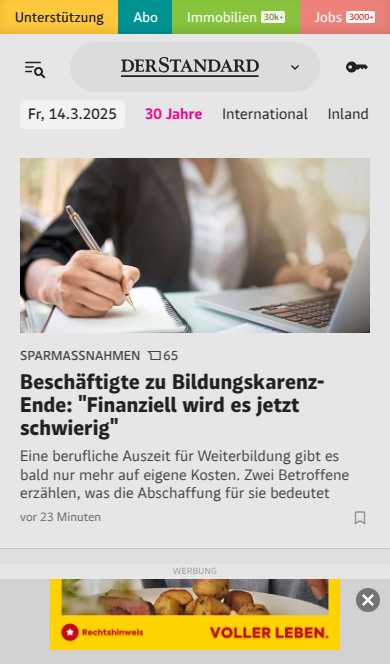 Unterstützung Abo Immobilien 30k+ Jobs 3000+
DERSTANDARD
Fr, 14.3.2025 30 Jahre International Inland
SPARMASSNAHMEN 65
Beschäftigte zu Bildungskarenz-
Ende: "Finanziell wird es jetzt
schwierig"
Eine berufliche Auszeit für Weiterbildung gibt es
bald nur mehr auf eigene Kosten. Zwei Betroffene
erzählen, was die Abschaffung für sie bedeutet
vor 23 Minuten
WERBUNG
Rechtshinweis VOLLER LEBEN.